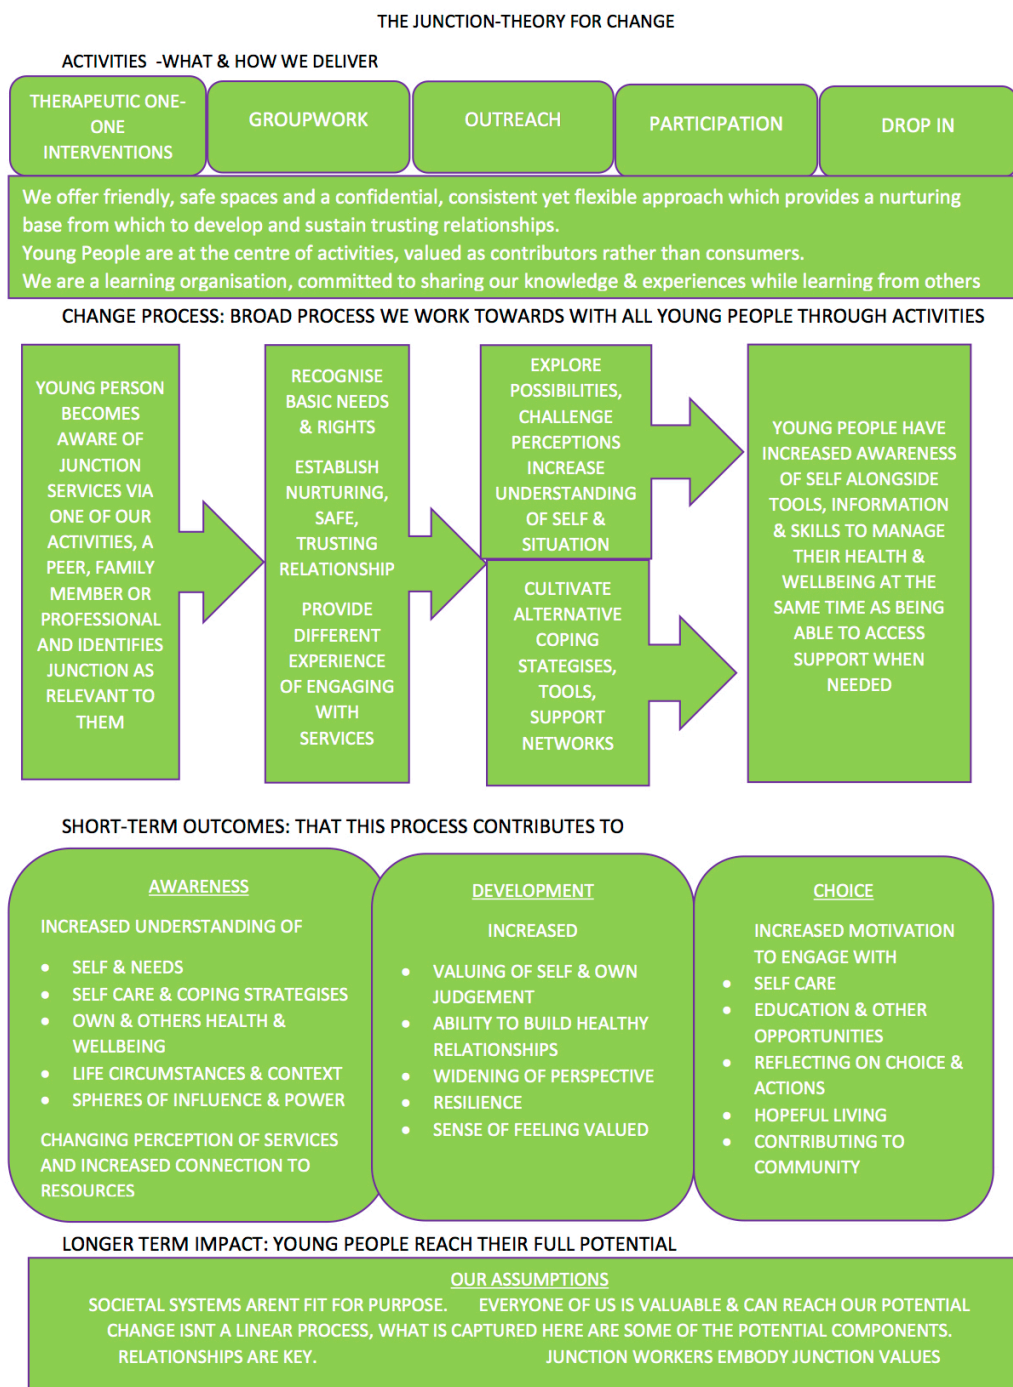 THE JUNCTION-THEORY FOR CHANGE
ACTIVITIES -WHAT & HOW WE DELIVER
THERAPEUTIC ONE-
ONE
INTERVENTIONS
GROUPWORK
OUTREACH
PARTICIPATION
DROP IN
We offer friendly, safe spaces and a confidential, consistent yet flexible approach which provides a nurturing
base from which to develop and sustain trusting relationships.
Young People are at the centre of activities, valued as contributors rather than consumers.
We are a learning organisation, committed to sharing our knowledge & experiences while learning from others
CHANGE PROCESS: BROAD PROCESS WE WORK TOWARDS WITH ALL YOUNG PEOPLE THROUGH ACTIVITIES
YOUNG PERSON
BECOMES
AWARE OF
JUNCTION
SERVICES VIA
ONE OF OUR
ACTIVITIES, A
PEER, FAMILY
MEMBER OR
PROFESSIONAL
AND IDENTIFIES
JUNCTION AS
RELEVANT TO
THEM
RECOGNISE
BASIC NEEDS
& RIGHTS
ESTABLISH
NURTURING,
SAFE,
TRUSTING
RELATIONSHIP
PROVIDE
DIFFERENT
EXPERIENCE
OF ENGAGING
WITH
SERVICES
EXPLORE
POSSIBILITIES,
CHALLENGE
PERCEPTIONS
INCREASE
UNDERSTANDING
OF SELF &
SITUATION
CULTIVATE
ALTERNATIVE
COPING
STATEGISES,
TOOLS,
SUPPORT
NETWORKS
YOUNG PEOPLE HAVE
INCREASED AWARENESS
OF SELF ALONGSIDE
TOOLS, INFORMATION
& SKILLS TO MANAGE
THEIR HEALTH &
WELLBEING AT THE
SAME TIME AS BEING
ABLE TO ACCESS
SUPPORT WHEN
NEEDED
SHORT-TERM OUTCOMES: THAT THIS PROCESS CONTRIBUTES TO
AWARENESS
INCREASED UNDERSTANDING OF
• SELF & NEEDS
• SELF CARE & COPING STRATEGISES
• OWN & OTHERS HEALTH &
WELLBEING
• LIFE CIRCUMSTANCES & CONTEXT
• SPHERES OF INFLUENCE & POWER
CHANGING PERCEPTION OF SERVICES
AND INCREASED CONNECTION TO
RESOURCES
DEVELOPMENT
INCREASED
• VALUING OF SELF & OWN
JUDGEMENT
• ABILITY TO BUILD HEALTHY
RELATIONSHIPS
• WIDENING OF PERSPECTIVE
• RESILIENCE
• SENSE OF FEELING VALUED
CHOICE
INCREASED MOTIVATION
TO ENGAGE WITH
• SELF CARE
• EDUCATION & OTHER
OPPORTUNITIES
• REFLECTING ON CHOICE &
ACTIONS
• HOPEFUL LIVING
• CONTRIBUTING TO
COMMUNITY
LONGER TERM IMPACT: YOUNG PEOPLE REACH THEIR FULL POTENTIAL
OUR ASSUMPTIONS
SOCIETAL SYSTEMS ARENT FIT FOR PURPOSE. EVERYONE OF US IS VALUABLE & CAN REACH OUR POTENTIAL
CHANGE ISNT A LINEAR PROCESS, WHAT IS CAPTURED HERE ARE SOME OF THE POTENTIAL COMPONENTS.
RELATIONSHIPS ARE KEY. JUNCTION WORKERS EMBODY JUNCTION VALUES